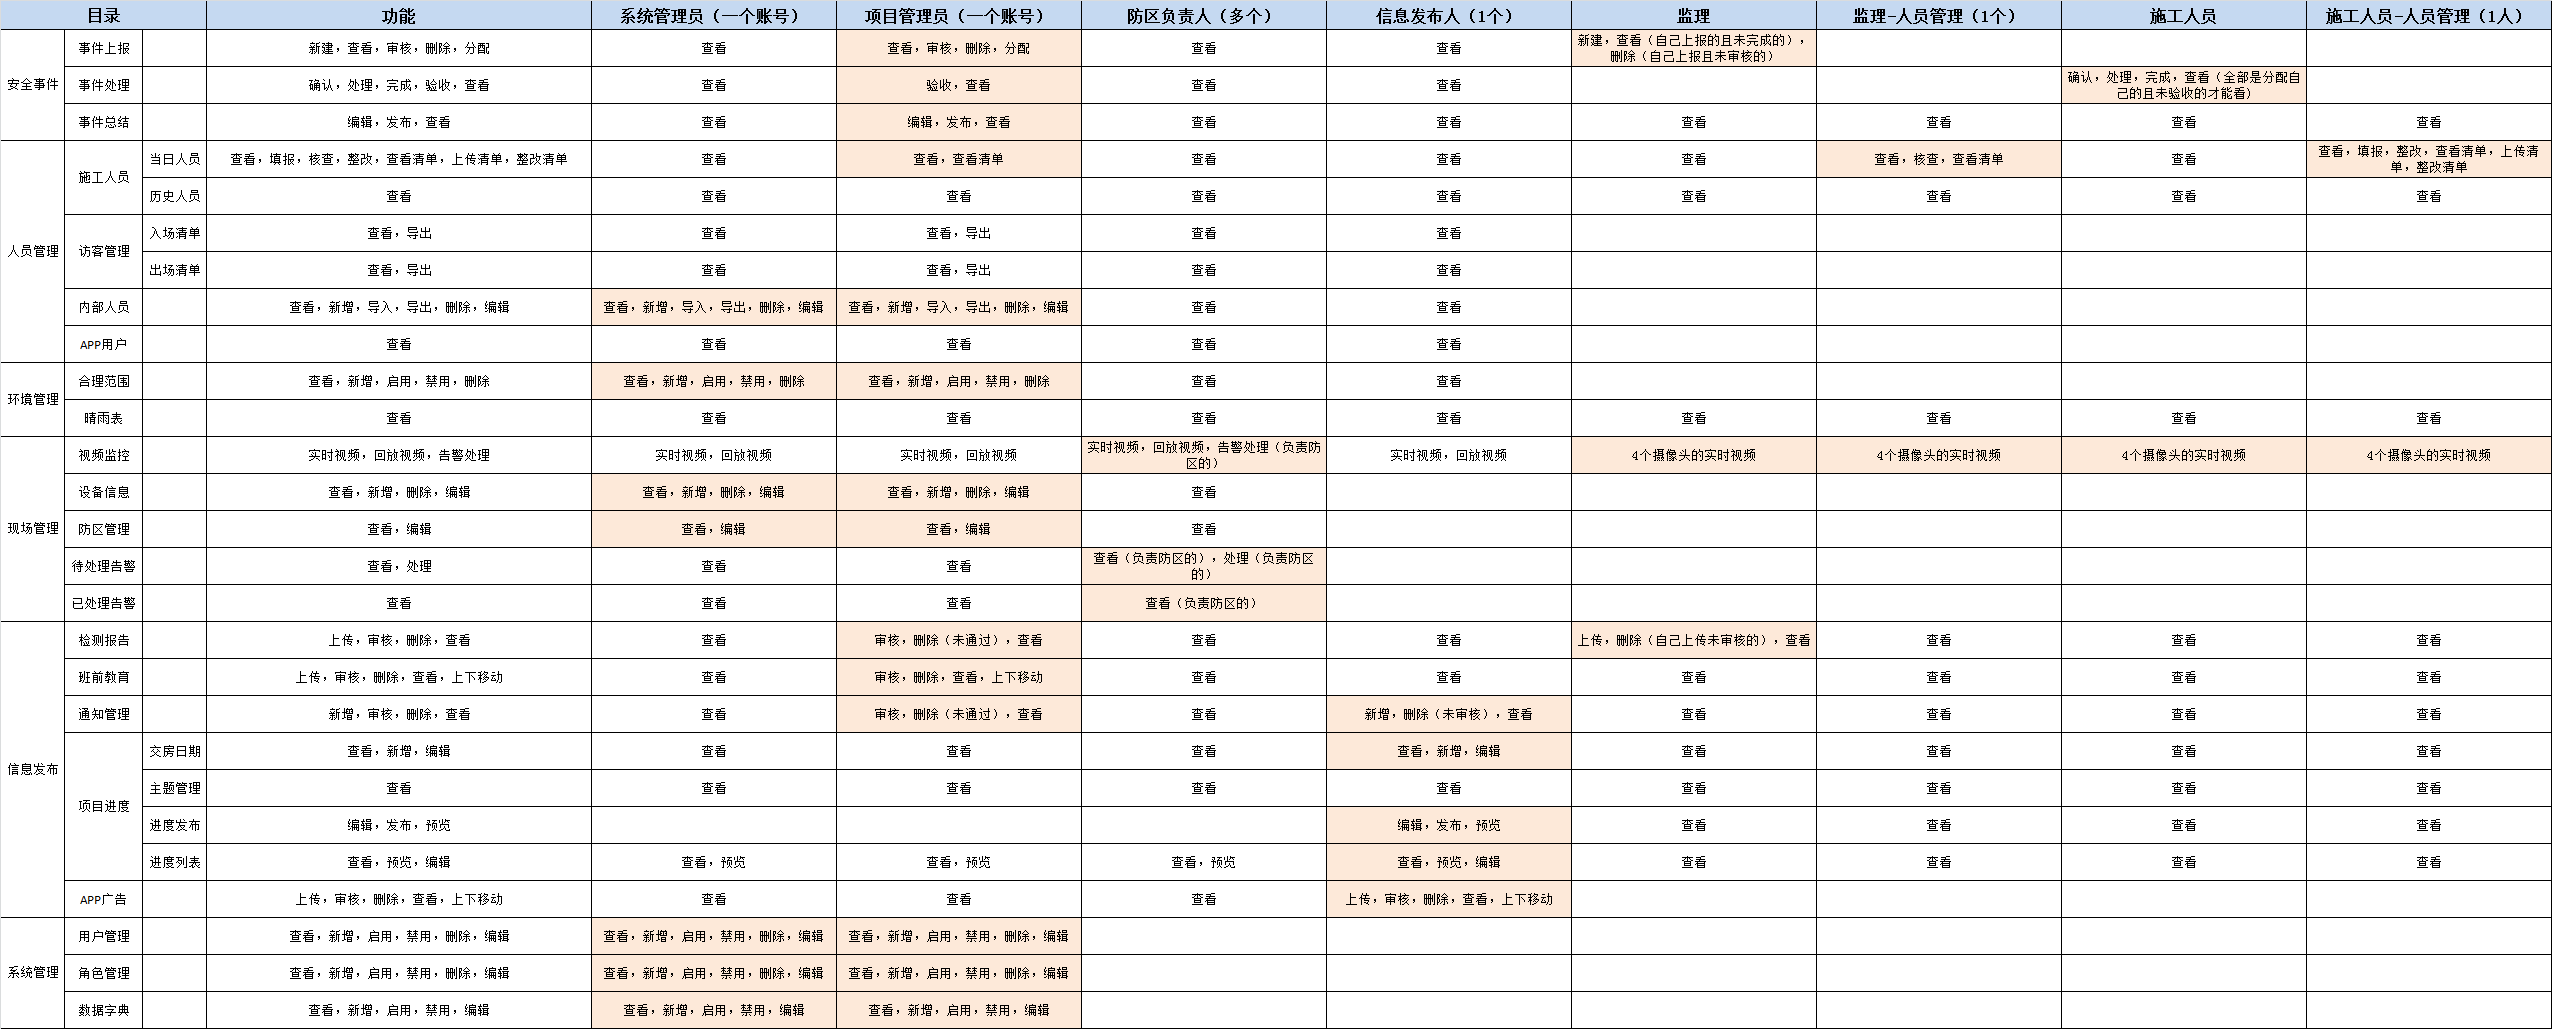 目录 功能 系统管理员（一个账号） 项目管理员（一个账号） 防区负责人（多个） 信息发布人（1个） 监理 监理-人员管理（1个） 施工人员 施工人员-人员管理（1人）
安全事件
事件上报 新建，查看，审核，删除，分配 查看 查看，审核，删除，分配 查看 查看 新建，查看（自己上报的且未完成的），
删除（自己上报且未审核的）
事件处理 确认，处理，完成，验收，查看 查看 验收，查看 查看 查看 确认，处理，完成，查看（全部是分配自
己的且未验收的才能看）
事件总结 编辑，发布，查看 查看 编辑，发布，查看 查看 查看 查看 查看 查看 查看
人员管理
施工人员
当日人员 查看，填报，核查，整改，查看清单，上传清单，整改清单 查看 查看，查看清单 查看 查看 查看 查看，核查，查看清单 查看 查看，填报，整改，查看清单，上传清
单，整改清单
历史人员 查看 查看 查看 查看 查看 查看 查看 查看 查看
访客管理
入场清单 查看，导出 查看 查看，导出 查看 查看
出场清单 查看，导出 查看 查看，导出 查看 查看
内部人员 查看，新增，导入，导出，删除，编辑 查看，新增，导入，导出，删除，编辑 查看，新增，导入，导出，删除，编辑 查看 查看
APP用户 查看 查看 查看 查看 查看
环境管理
合理范围 查看，新增，启用，禁用，删除 查看，新增，启用，禁用，删除 查看，新增，启用，禁用，删除 查看 查看
晴雨表 查看 查看 查看 查看 查看 查看 查看 查看 查看
现场管理
视频监控 实时视频，回放视频，告警处理 实时视频，回放视频 实时视频，回放视频 实时视频，回放视频，告警处理（负责防
区的） 实时视频，回放视频 4个摄像头的实时视频 4个摄像头的实时视频 4个摄像头的实时视频 4个摄像头的实时视频
设备信息 查看，新增，删除，编辑 查看，新增，删除，编辑 查看，新增，删除，编辑 查看
防区管理 查看，编辑 查看，编辑 查看，编辑 查看
待处理告警 查看，处理 查看 查看 查看（负责防区的），处理（负责防区
的）
已处理告警 查看 查看 查看 查看（负责防区的）
信息发布
检测报告 上传，审核，删除，查看 查看 审核，删除（未通过），查看 查看 查看 上传，删除（自己上传未审核的），查看 查看 查看 查看
班前教育 上传，审核，删除，查看，上下移动 查看 审核，删除，查看，上下移动 查看 查看 查看 查看 查看 查看
通知管理 新增，审核，删除，查看 查看 审核，删除（未通过），查看 查看 新增，删除（未审核），查看 查看 查看 查看 查看
项目进度
交房日期 查看，新增，编辑 查看 查看 查看 查看，新增，编辑 查看 查看 查看 查看
主题管理 查看 查看 查看 查看 查看 查看 查看 查看 查看
进度发布 编辑，发布，预览 编辑，发布，预览 查看 查看 查看 查看
进度列表 查看，预览，编辑 查看，预览 查看，预览 查看，预览 查看，预览，编辑 查看 查看 查看 查看
APP广告 上传，审核，删除，查看，上下移动 查看 查看 查看 上传，审核，删除，查看，上下移动
系统管理
用户管理 查看，新增，启用，禁用，删除，编辑 查看，新增，启用，禁用，删除，编辑 查看，新增，启用，禁用，删除，编辑
角色管理 查看，新增，启用，禁用，删除，编辑 查看，新增，启用，禁用，删除，编辑 查看，新增，启用，禁用，删除，编辑
数据字典 查看，新增，启用，禁用，编辑 查看，新增，启用，禁用，编辑 查看，新增，启用，禁用，编辑